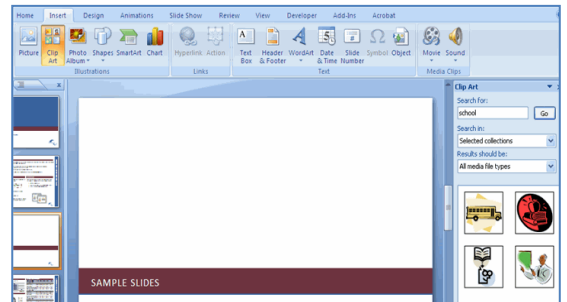 Home Insert Design Animations Slide Show Review View Developer Add-Ins Acrobat
Picture Clip Art Photo Album Shapes SmartArt Chart Hyperlink Action Text Box Header & Footer WordArt Date & Time Slide Number Symbol Object Movie Sound
Illustrations Links Text Media Clips
Clip Art
Search for:
school Go
Search in:
Selected collections
Results should be:
All media file types
SAMPLE SLIDES